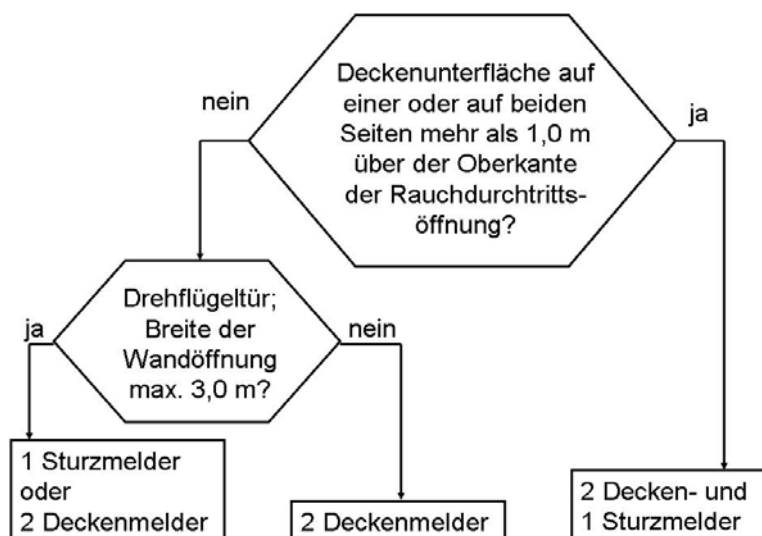 Deckenunterfläche auf
einer oder auf beiden
Seiten mehr als 1,0 m
über der Oberkante
der Rauchdurchtritts-
öffnung?
nein
ja
Drehflügeltür;
Breite der
Wandöffnung
max. 3,0 m?
ja
nein
1 Sturzmelder
oder
2 Deckenmelder
2 Deckenmelder
2 Decken- und
1 Sturzmelder